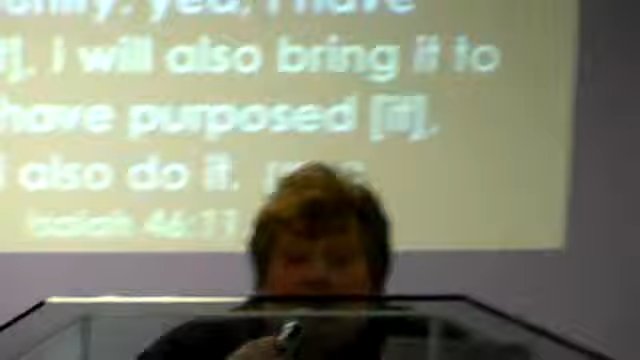 yea, I have
I will also bring it to
have purposed [it],
also do it.
Isaiah 46:11